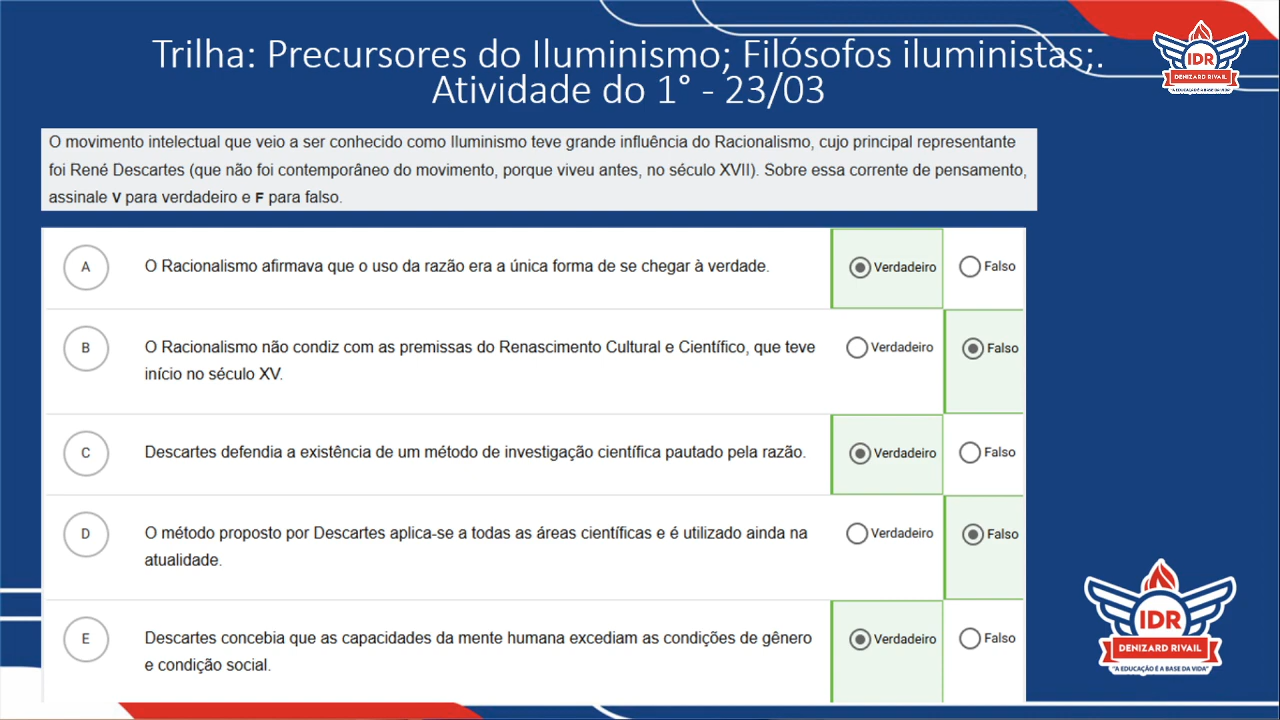 Trilha: Precursores do Iluminismo; Filósofos iluministas;.
Atividade do 1° - 23/03
IDR
DENIZARD RIVAIL
"A EDUCAÇÃO É A BASE DA VIDA"
O movimento intelectual que veio a ser conhecido como Iluminismo teve grande influência do Racionalismo, cujo principal representante
foi René Descartes (que não foi contemporâneo do movimento, porque viveu antes, no século XVII). Sobre essa corrente de pensamento,
assinale V para verdadeiro e F para falso.
A O Racionalismo afirmava que o uso da razão era a única forma de se chegar à verdade. Verdadeiro Falso
B O Racionalismo não condiz com as premissas do Renascimento Cultural e Científico, que teve Verdadeiro Falso
início no século XV.
C Descartes defendia a existência de um método de investigação científica pautado pela razão. Verdadeiro Falso
D O método proposto por Descartes aplica-se a todas as áreas científicas e é utilizado ainda na Verdadeiro Falso
atualidade.
E Descartes concebia que as capacidades da mente humana excediam as condições de gênero Verdadeiro Falso
e condição social.
IDR
DENIZARD RIVAIL
"A EDUCAÇÃO É A BASE DA VIDA"